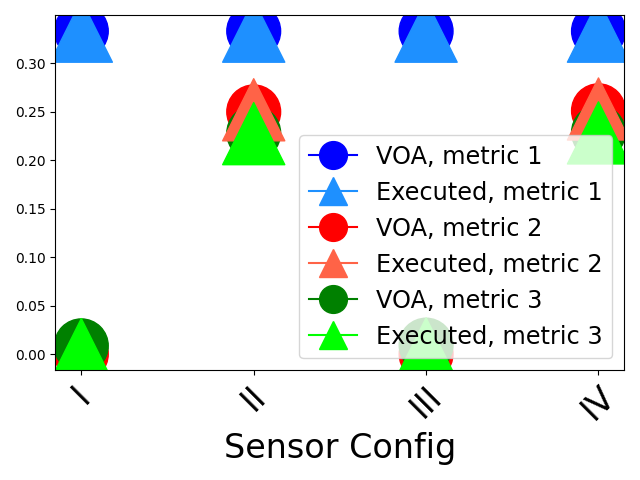 0.30
0.25
0.20
0.15
0.10
0.05
0.00
VOA, metric 1
Executed, metric 1
VOA, metric 2
Executed, metric 2
VOA, metric 3
Executed, metric 3
I II III IV
Sensor Config